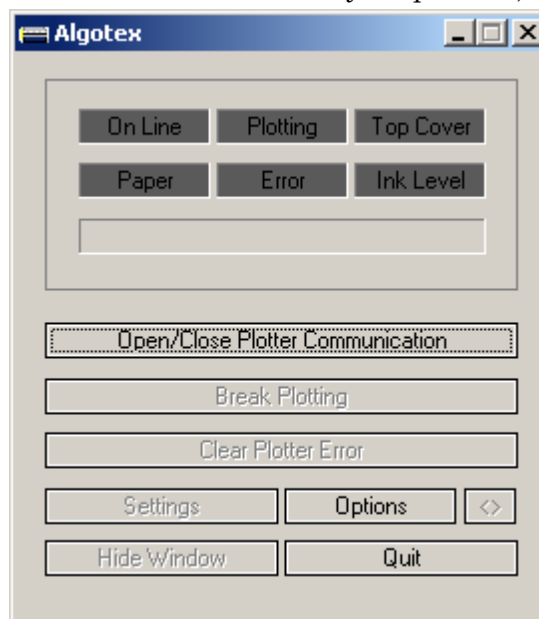 Algotex
On Line Plotting Top Cover
Paper Error Ink Level
Open/Close Plotter Communication
Break Plotting
Clear Plotter Error
Settings Options <>
Hide Window Quit